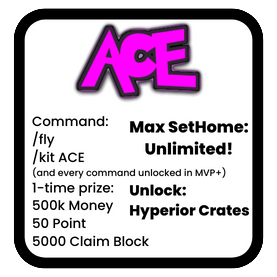 ACE
Command:
/fly
/kit ACE
(and every command unlocked in MVP+)
1-time prize:
500k Money
50 Point
5000 Claim Block
Max SetHome:
Unlimited!
Unlock:
Hyperior Crates